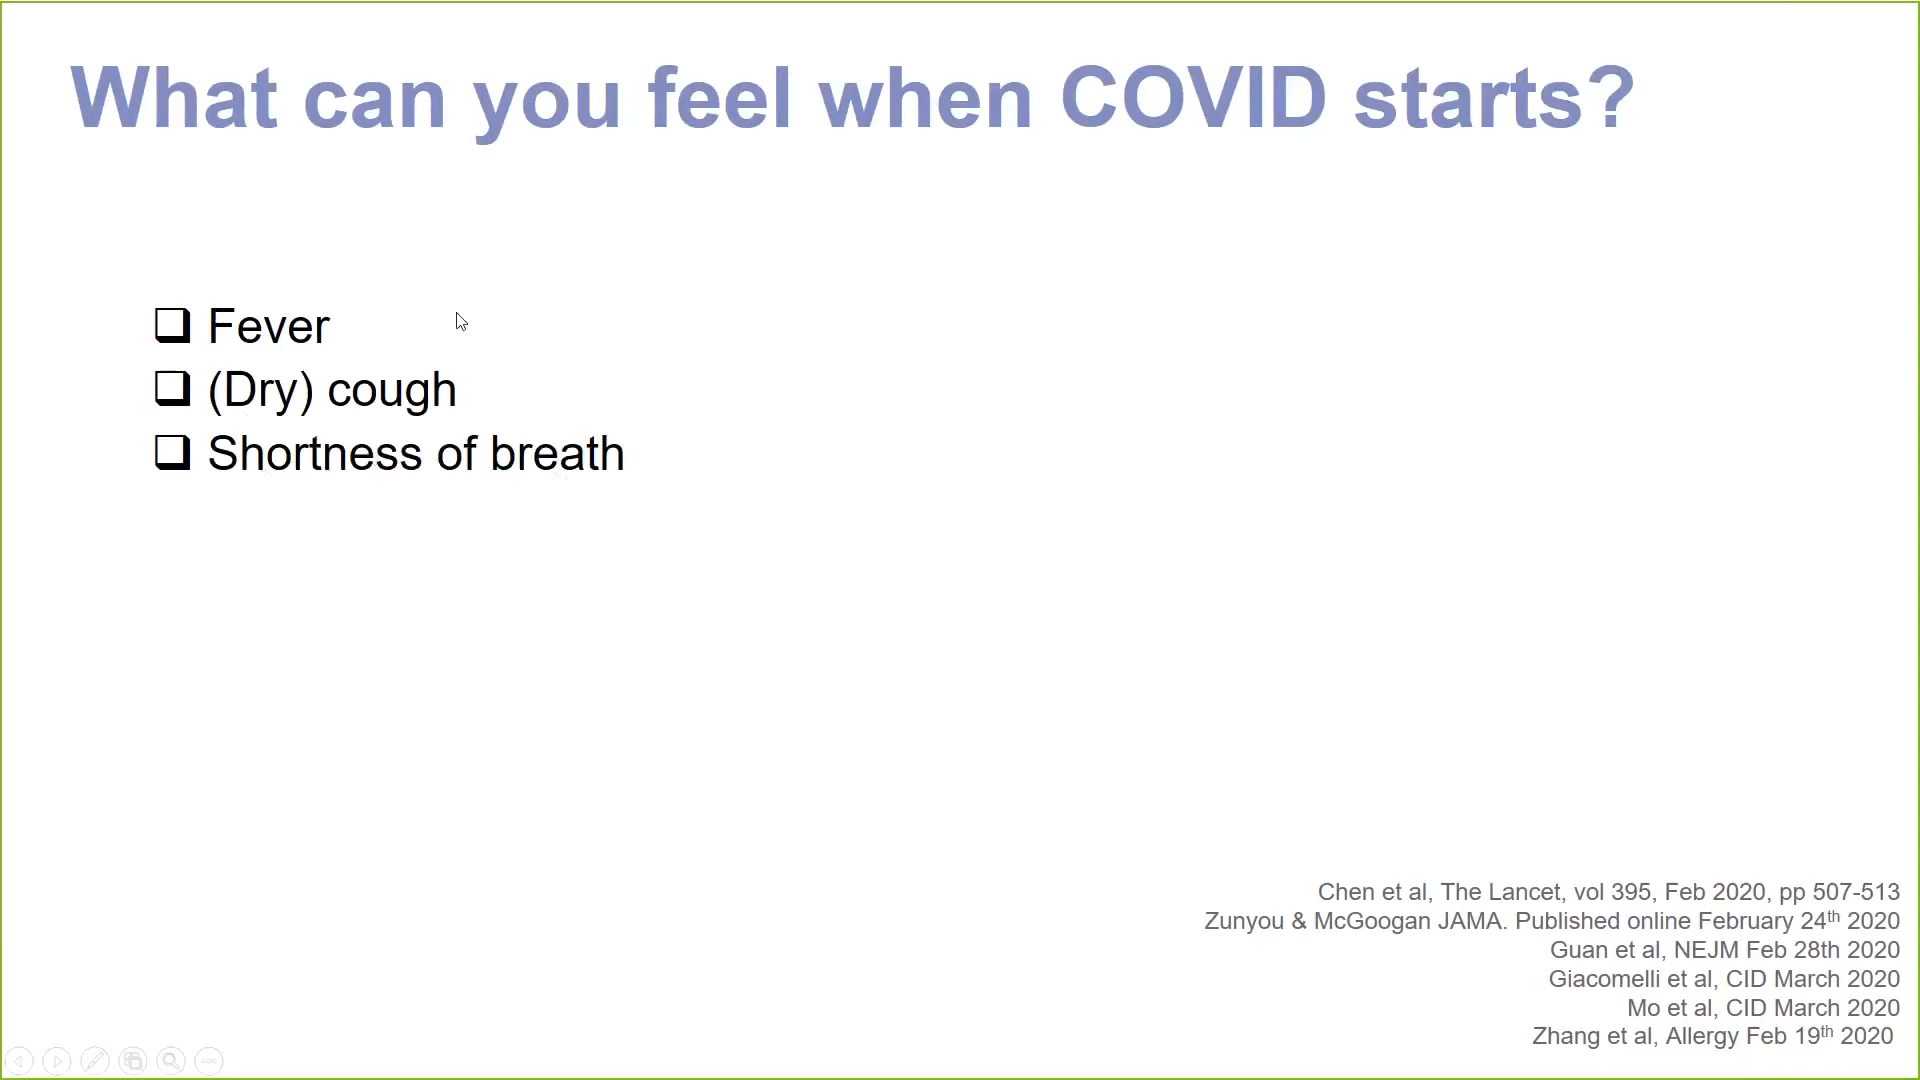 What can you feel when COVID starts?
❑ Fever
❑ (Dry) cough
❑ Shortness of breath
Chen et al, The Lancet, vol 395, Feb 2020, pp 507-513
Zunyou & McGoogan JAMA. Published online February 24th 2020
Guan et al, NEJM Feb 28th 2020
Giacomelli et al, CID March 2020
Mo et al, CID March 2020
Zhang et al, Allergy Feb 19th 2020